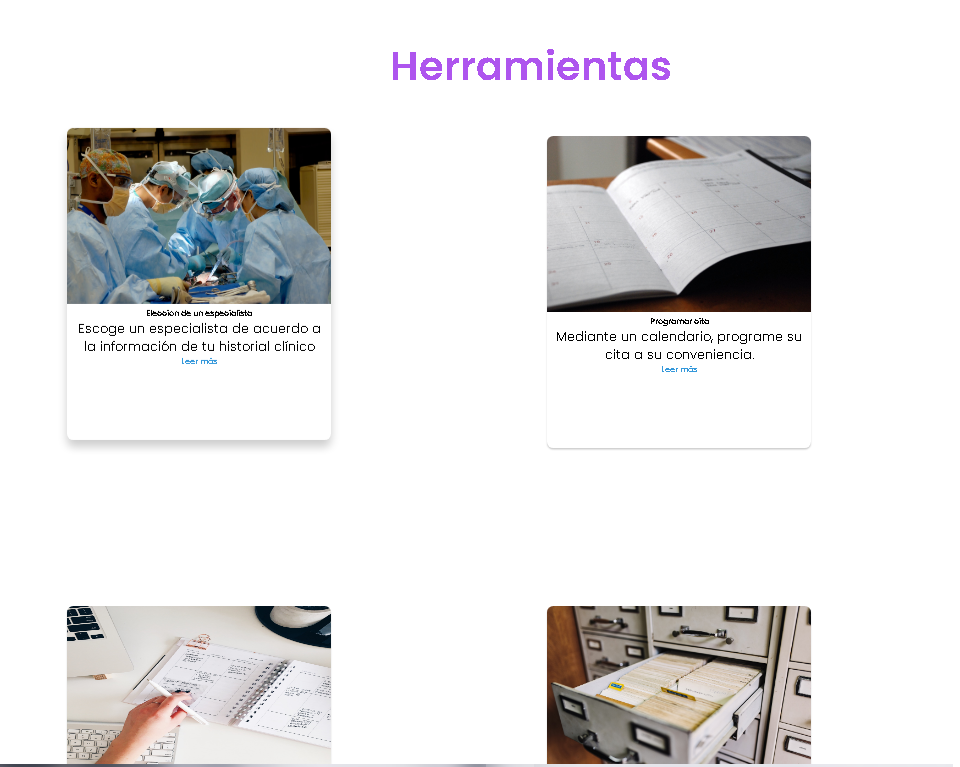 Herramientas
Eleccion de un especialista
Escoge un especialista de acuerdo a
la información de tu historial clínico
Leer más
Programar cita
Mediante un calendario, programe su
cita a su conveniencia.
Leer más